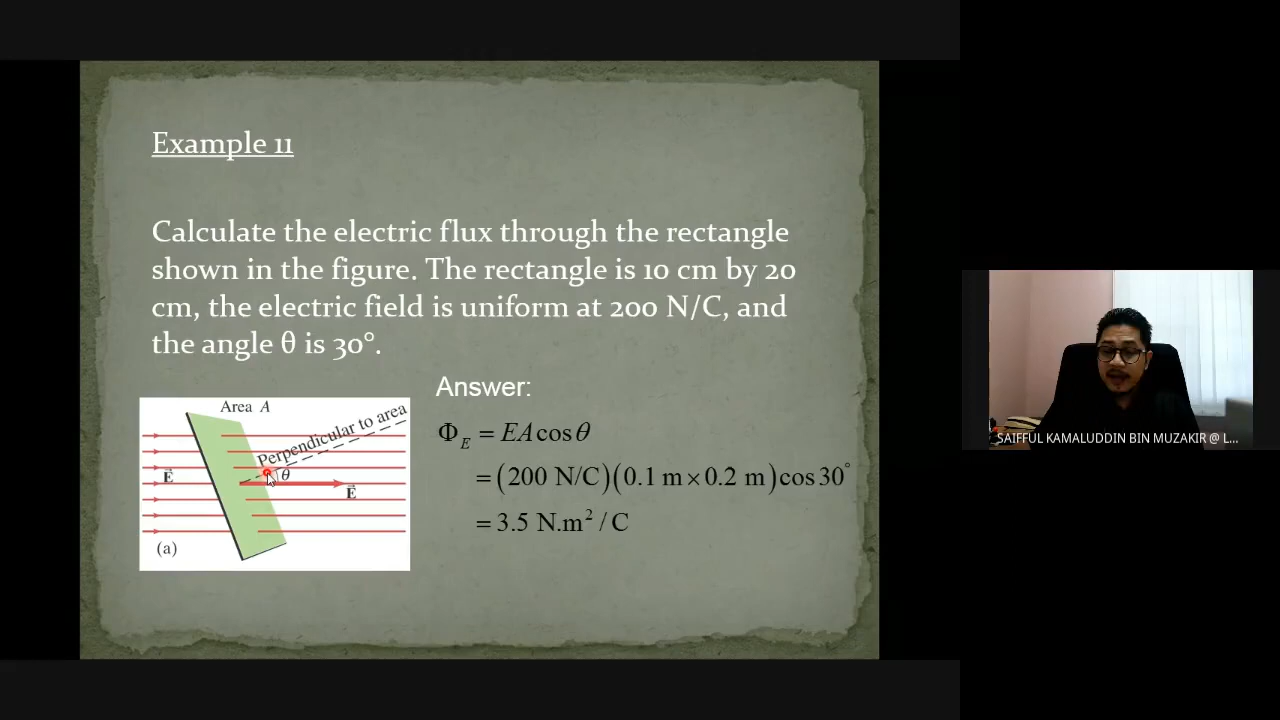 Example 11
Calculate the electric flux through the rectangle
shown in the figure. The rectangle is 10 cm by 20
cm, the electric field is uniform at 200 N/C, and
the angle θ is 30°.
Answer:
Φ_E = EA cos θ
= (200 N/C)(0.1 m × 0.2 m) cos 30°
= 3.5 N.m² / C
Area A
Perpendicular to area
θ
E⃗
E⃗
(a)
SAIFFUL KAMALUDDIN BIN MUZAKIR @ L...